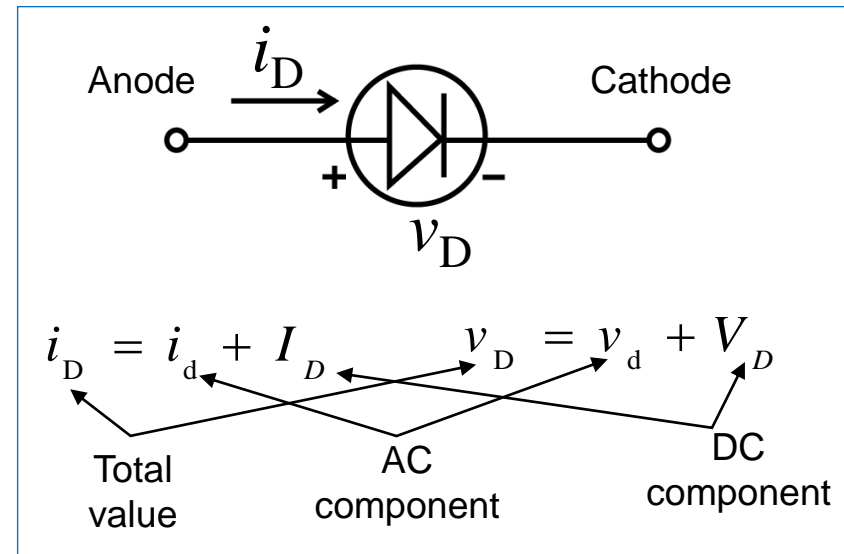 Anode i_D Cathode
+ −
v_D
i_D = i_d + I_D v_D = v_d + V_D
Total value
AC component
DC component